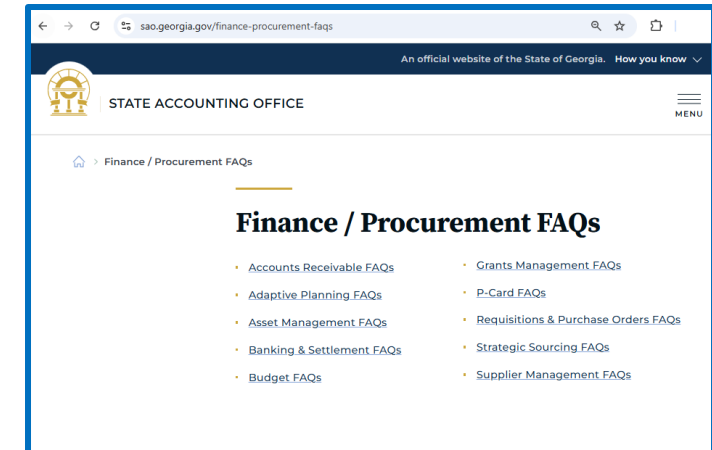 sao.georgia.gov/finance-procurement-faqs
An official website of the State of Georgia. How you know
STATE ACCOUNTING OFFICE
MENU
Finance / Procurement FAQs
Finance / Procurement FAQs
Accounts Receivable FAQs
Adaptive Planning FAQs
Asset Management FAQs
Banking & Settlement FAQs
Budget FAQs
Grants Management FAQs
P-Card FAQs
Requisitions & Purchase Orders FAQs
Strategic Sourcing FAQs
Supplier Management FAQs